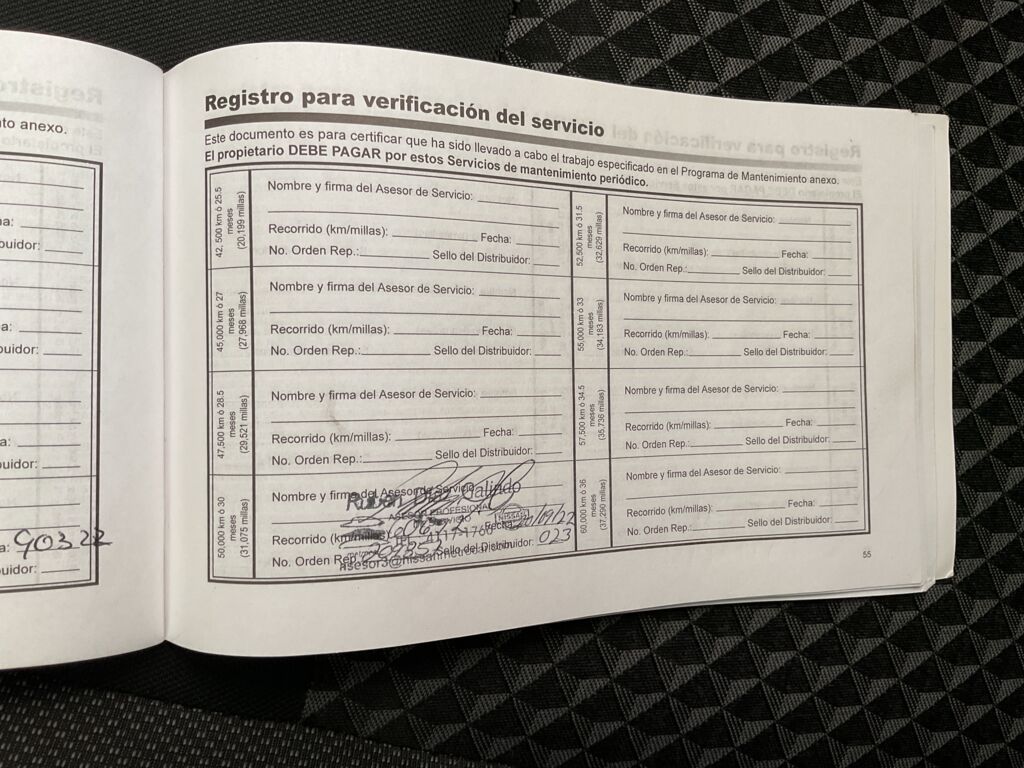 to anexo.
a:
buidor:
a:
buidor:
a:
buidor:
a: 90322
buidor:
Registro para verificación del servicio
Este documento es para certificar que ha sido llevado a cabo el trabajo especificado en el Programa de Mantenimiento anexo.
El propietario DEBE PAGAR por estos Servicios de mantenimiento periódico.
42, 500 km ó 25.5
meses
(20,199 millas)
Nombre y firma del Asesor de Servicio:
Recorrido (km/millas): Fecha:
No. Orden Rep.: Sello del Distribuidor:
45,000 km ó 27
meses
(27,968 millas)
Nombre y firma del Asesor de Servicio:
Recorrido (km/millas): Fecha:
No. Orden Rep.: Sello del Distribuidor:
47,500 km ó 28.5
meses
(29,521 millas)
Nombre y firma del Asesor de Servicio:
Recorrido (km/millas): Fecha:
No. Orden Rep.: Sello del Distribuidor:
50,000 km ó 30
meses
(31,075 millas)
Nombre y firma del Asesor de Servicio
Galindo
Recorrido (km/millas) Fecha: 20/09/22
No. Orden Rep. Sello del Distribuidor: 023
52,500 km ó 31.5
meses
(32,629 millas)
Nombre y firma del Asesor de Servicio:
Recorrido (km/millas): Fecha:
No. Orden Rep.: Sello del Distribuidor:
55,000 km ó 33
meses
(34,183 millas)
Nombre y firma del Asesor de Servicio:
Recorrido (km/millas): Fecha:
No. Orden Rep.: Sello del Distribuidor:
57,500 km ó 34.5
meses
(35,736 millas)
Nombre y firma del Asesor de Servicio:
Recorrido (km/millas): Fecha:
No. Orden Rep.: Sello del Distribuidor:
60,000 km ó 36
meses
(37,290 millas)
Nombre y firma del Asesor de Servicio:
Recorrido (km/millas): Fecha:
No. Orden Rep.: Sello del Distribuidor:
55